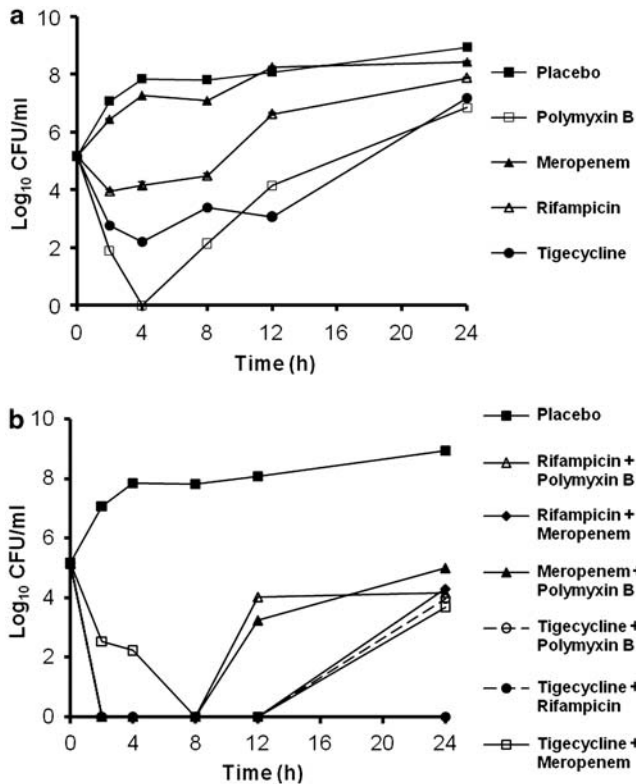 a
10
8
6
4
2
0
Log10 CFU/ml
0 4 8 12 16 20 24
Time (h)
Placebo
Polymyxin B
Meropenem
Rifampicin
Tigecycline
b
10
8
6
4
2
0
Log10 CFU/ml
0 4 8 12 16 20 24
Time (h)
Placebo
Rifampicin +
Polymyxin B
Rifampicin +
Meropenem
Meropenem +
Polymyxin B
Tigecycline +
Polymyxin B
Tigecycline +
Rifampicin
Tigecycline +
Meropenem